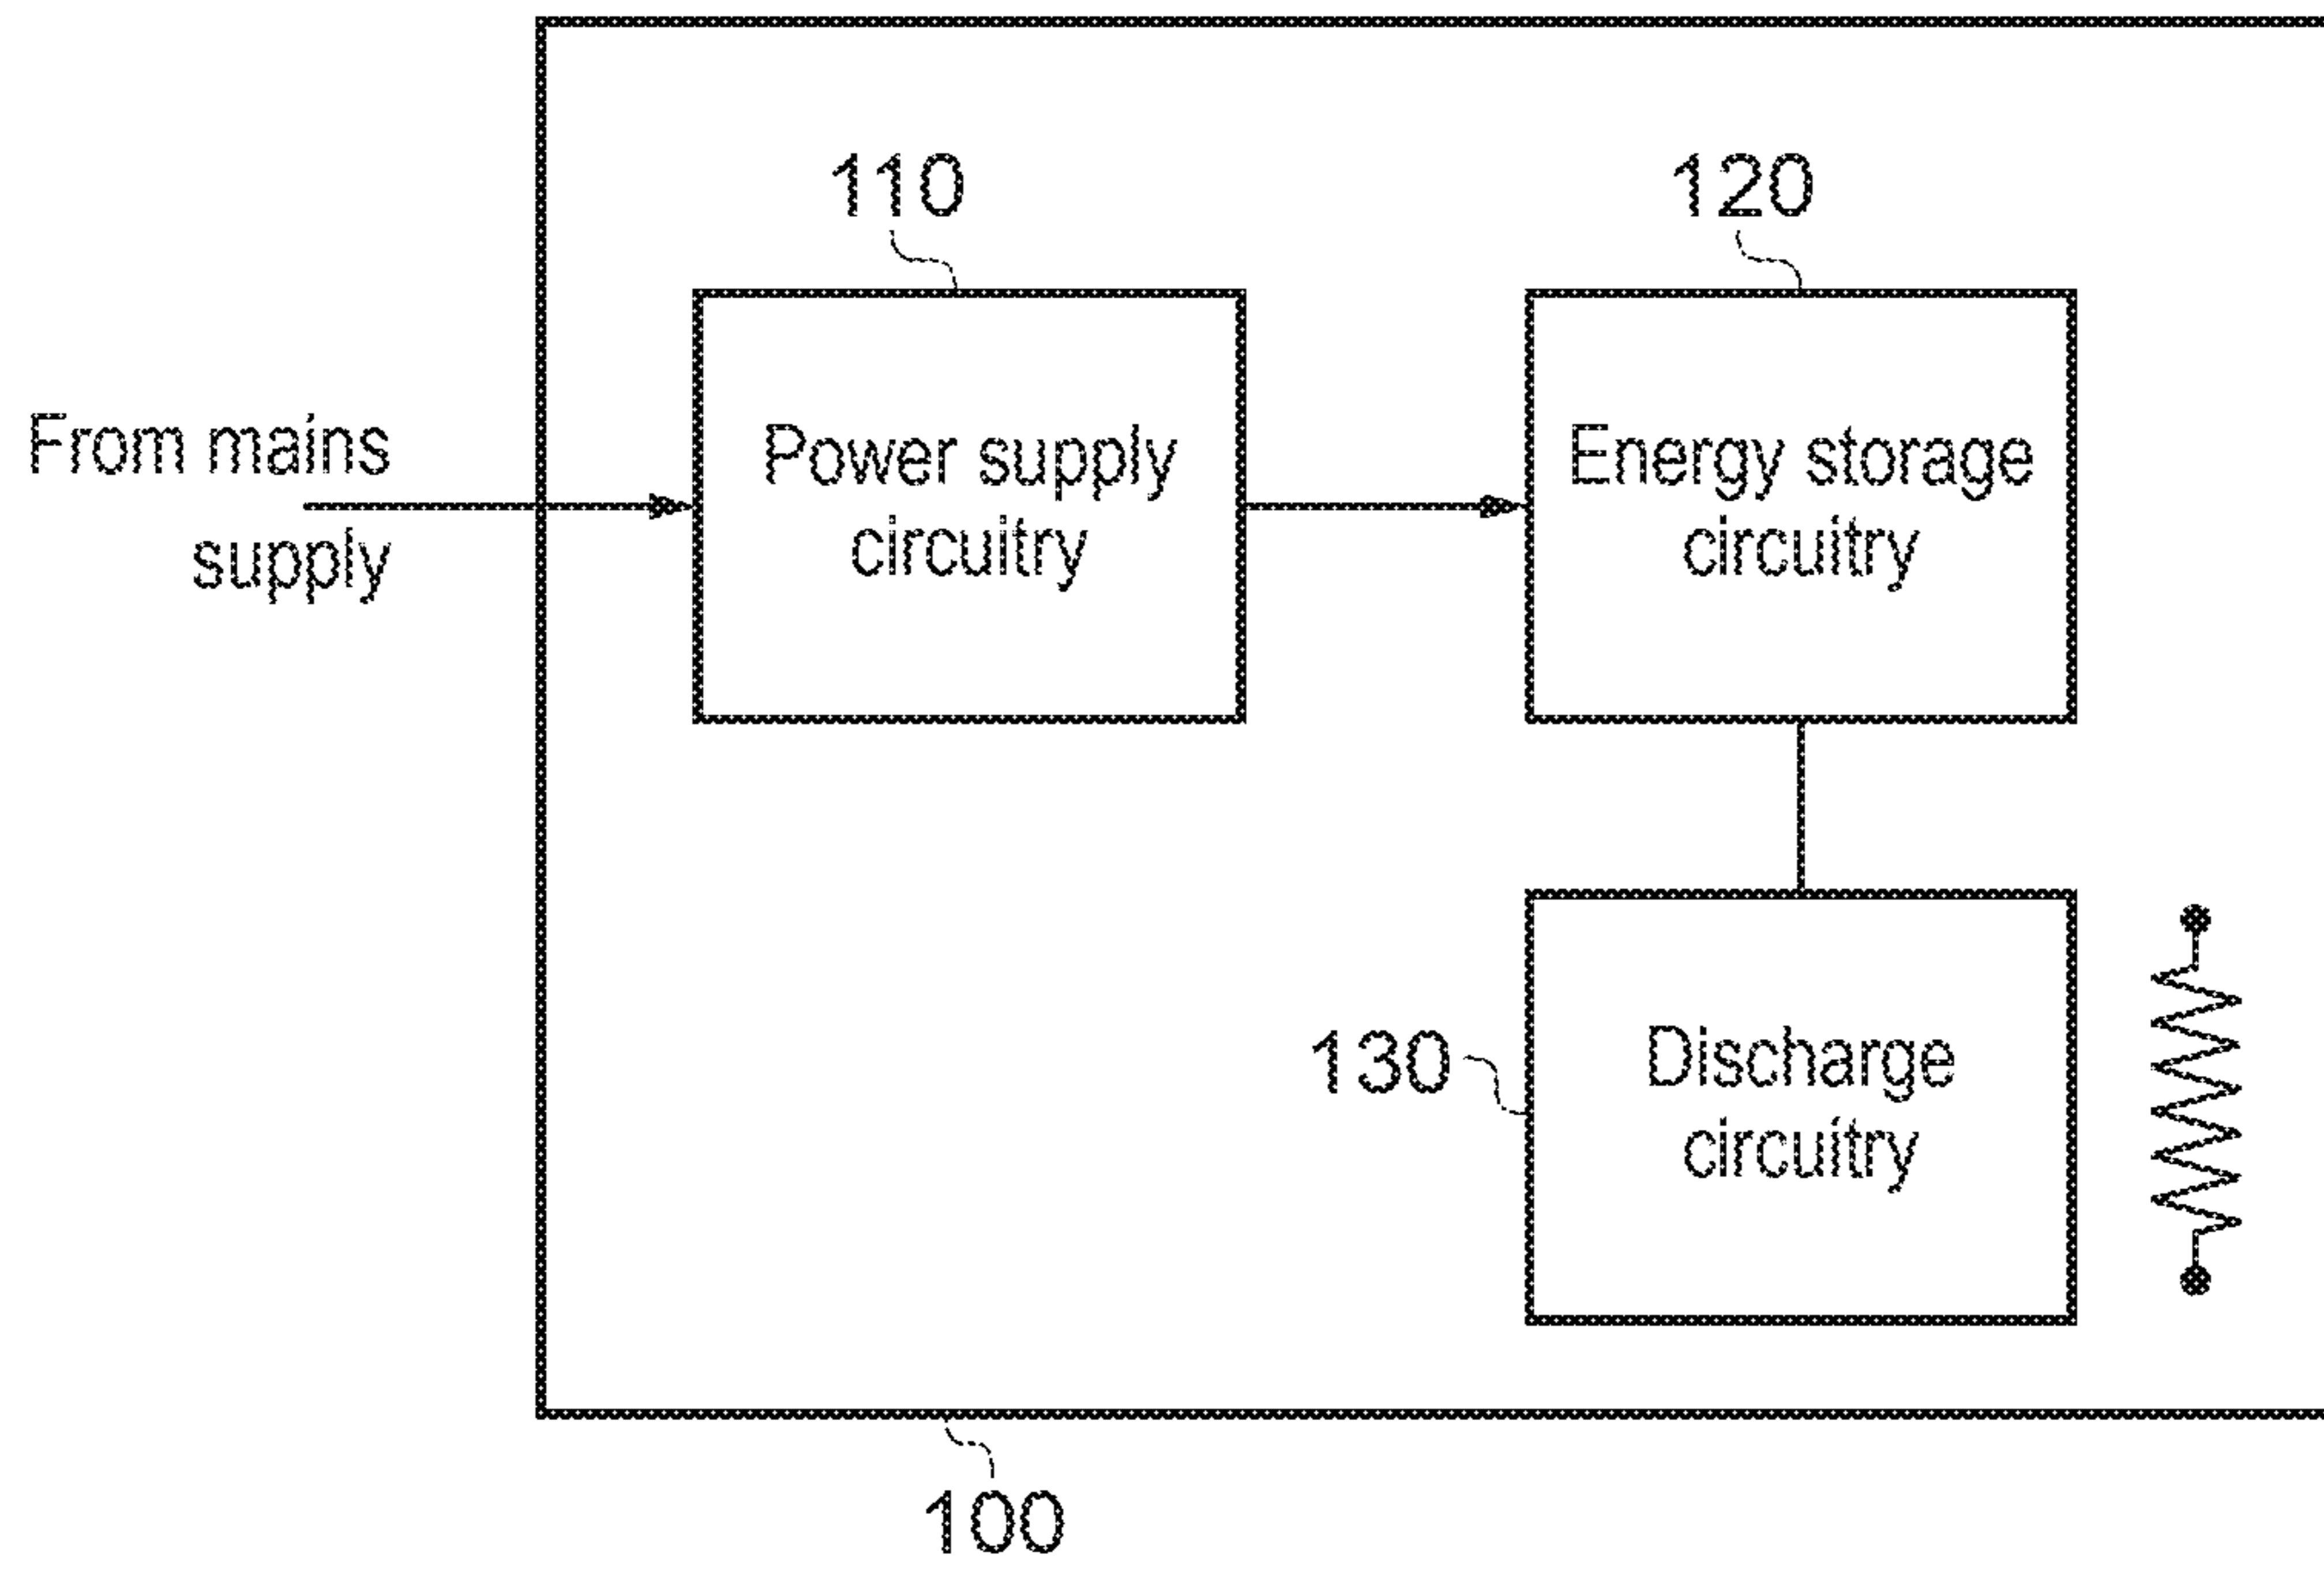 110
120
From mains
supply
Power supply
circuitry
Energy storage
circuitry
130
Discharge
circuitry
100